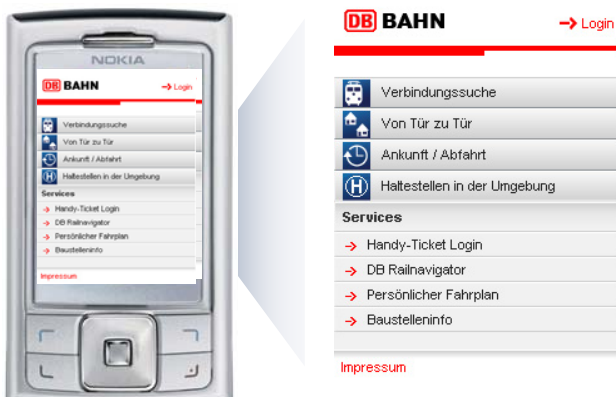 NOKIA
DB BAHN
Login
Verbindungssuche
Von Tür zu Tür
Ankunft / Abfahrt
H Haltestellen in der Umgebung
Services
Handy-Ticket Login
DB Railnavigator
Persönlicher Fahrplan
Baustelleninfo
Impressum
DB BAHN
Login
Verbindungssuche
Von Tür zu Tür
Ankunft / Abfahrt
H Haltestellen in der Umgebung
Services
Handy-Ticket Login
DB Railnavigator
Persönlicher Fahrplan
Baustelleninfo
Impressum